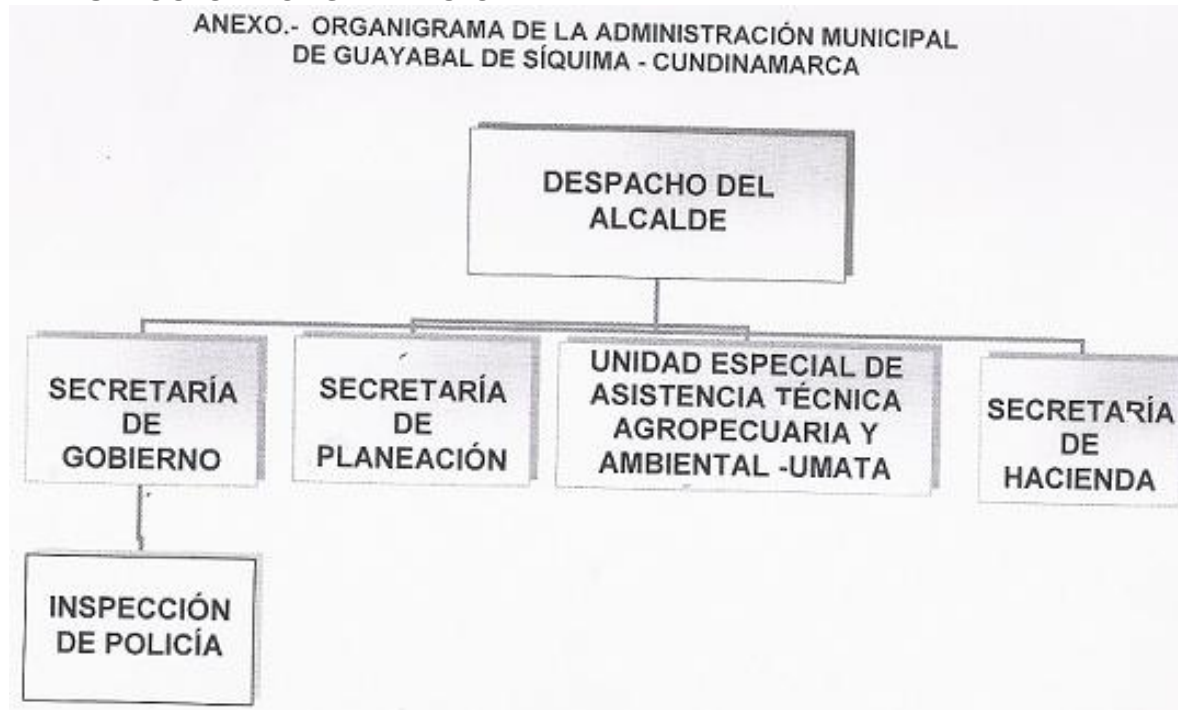 ANEXO.- ORGANIGRAMA DE LA ADMINISTRACIÓN MUNICIPAL
DE GUAYABAL DE SÍQUIMA - CUNDINAMARCA
DESPACHO DEL
ALCALDE
SECRETARÍA
DE
GOBIERNO
SECRETARÍA
DE
PLANEACIÓN
UNIDAD ESPECIAL DE
ASISTENCIA TÉCNICA
AGROPECUARIA Y
AMBIENTAL -UMATA
SECRETARÍA
DE
HACIENDA
INSPECCIÓN
DE POLICÍA